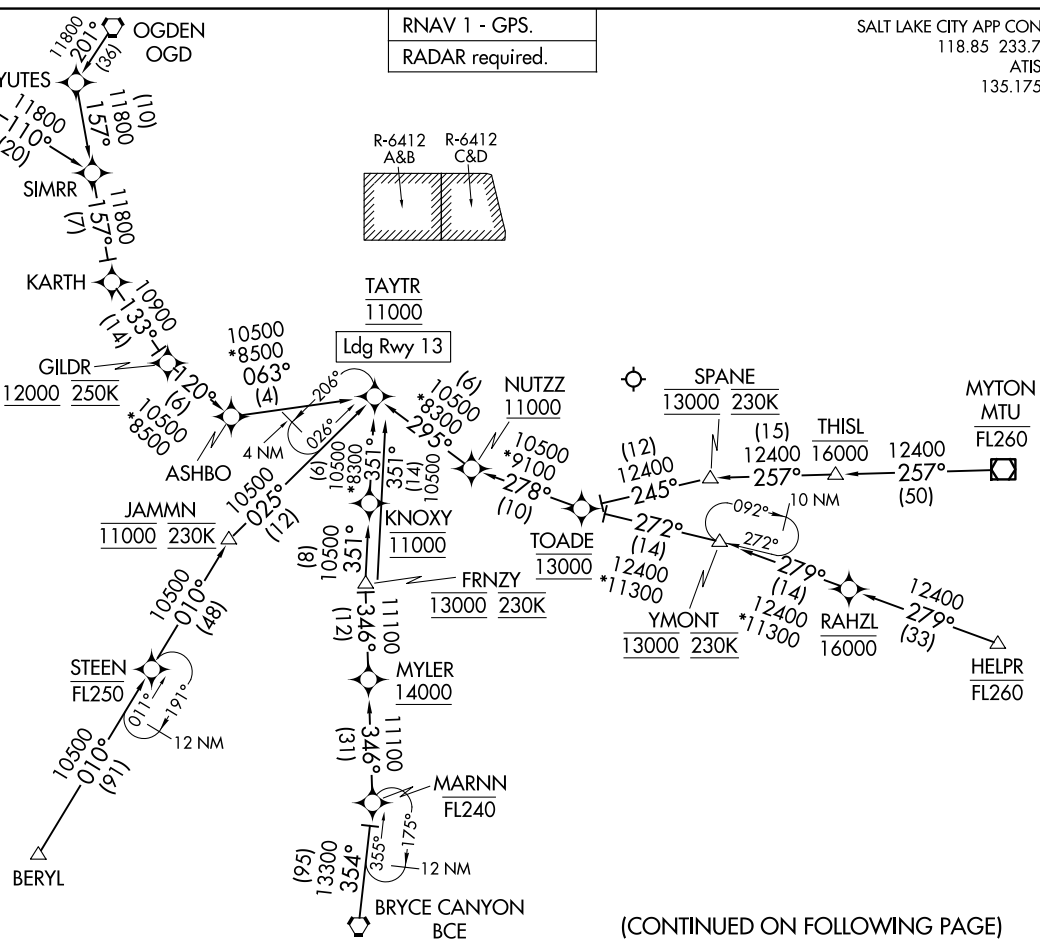 RNAV 1 - GPS.
RADAR required.
SALT LAKE CITY APP CON
118.85 233.7
ATIS
135.175
OGDEN
OGD
11800
201°
(36)
YUTES
11800
110°
(20)
(10)
11800
157°
SIMRR
11800
157°
(7)
KARTH
10900
133°
(14)
GILDR
12000 250K
120°
(6)
10500
*8500
ASHBO
10500
*8500
063°
(4)
R-6412
A&B
R-6412
C&D
TAYTR
11000
Ldg Rwy 13
206°
026°
4 NM
(6)
10500
*8300
295°
NUTZZ
11000
10500
*9100
278°
(10)
TOADE
13000
SPANE
13000 230K
(12)
12400
245°
(15)
12400
257°
THISL
16000
12400
257°
(50)
MYTON
MTU
FL260
092°
10 NM
272°
272°
(14)
12400
*11300
YMONT
13000 230K
279°
(14)
12400
*11300
RAHZL
16000
12400
279°
(33)
HELPR
FL260
JAMMN
11000 230K
10500
025°
(12)
10500
010°
(48)
STEEN
FL250
011°
191°
12 NM
10500
010°
(91)
BERYL
(6)
10500
*8300
351°
351°
(14)
10500
KNOXY
11000
(8)
10500
351°
FRNZY
13000 230K
11100
346°
(12)
MYLER
14000
11100
346°
(31)
MARNN
FL240
355°
175°
12 NM
(95)
13300
354°
BRYCE CANYON
BCE
(CONTINUED ON FOLLOWING PAGE)